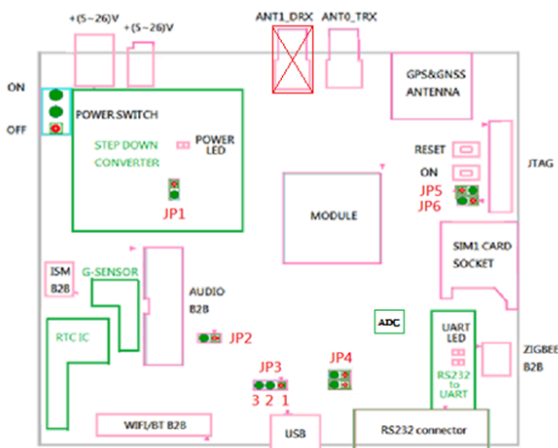 +(5~26)V
+(5~26)V
ANT1_DRX
ANT0_TRX
ON
OFF
POWER SWITCH
STEP DOWN
CONVERTER
POWER
LED
JP1
GPS&GNSS
ANTENNA
RESET
ON
JP5
JP6
JTAG
MODULE
SIM1 CARD
SOCKET
ISM
B2B
G-SENSOR
AUDIO
B2B
RTC IC
JP2
ADC
UART
LED
RS232
to
UART
ZIGBEE
B2B
JP3
3 2 1
JP4
WIFI/BT B2B
USB
RS232 connector